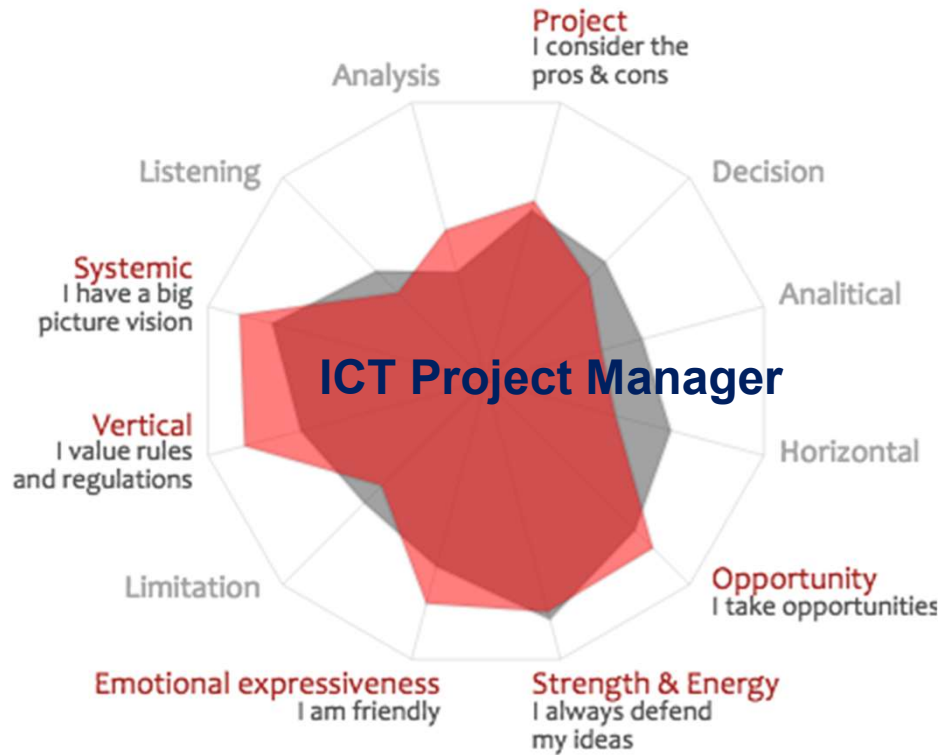 Project
I consider the
pros & cons
Analysis
Decision
Listening
Analitical
Systemic
I have a big
picture vision
ICT Project Manager
Vertical
I value rules
and regulations
Horizontal
Limitation
Opportunity
I take opportunities
Emotional expressiveness
I am friendly
Strength & Energy
I always defend
my ideas